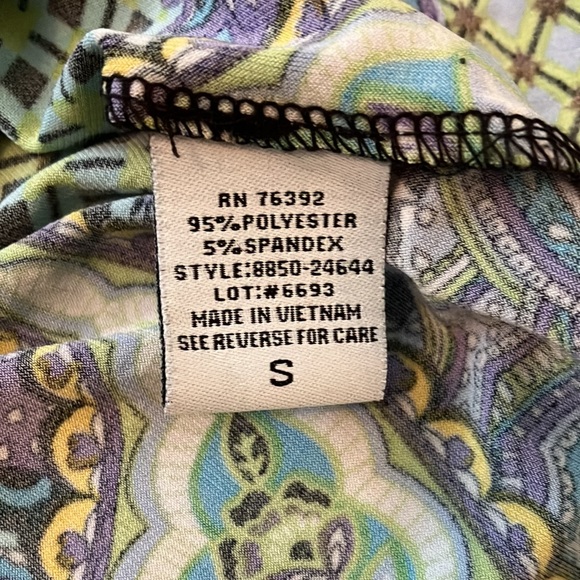 RN 76392
95%POLYESTER
5%SPANDEX
STYLE:8850-24644
LOT:#6693
MADE IN VIETNAM
SEE REVERSE FOR CARE
S